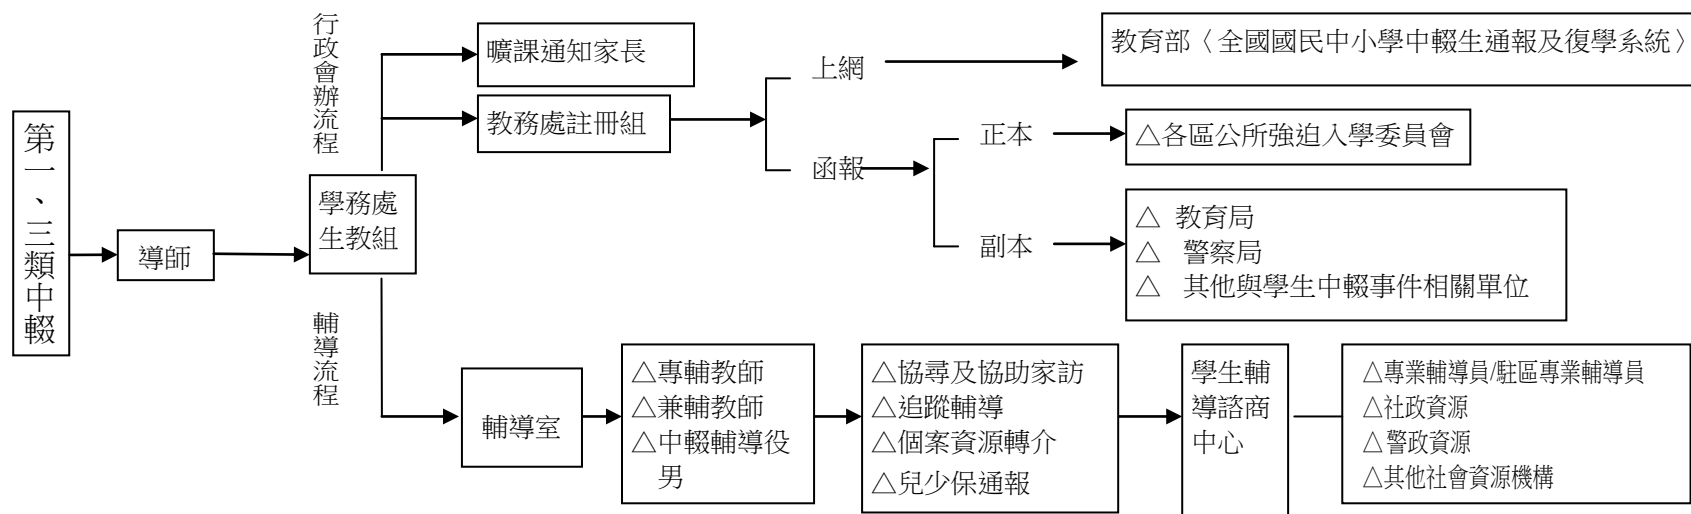 第一、三類中輟
導師
學務處
生教組
行政會辦流程
曠課通知家長
教務處註冊組
上網
教育部〈全國國民中小學中輟生通報及復學系統〉
函報
正本
△各區公所強迫入學委員會
副本
△ 教育局
△ 警察局
△ 其他與學生中輟事件相關單位
輔導流程
輔導室
△專輔教師
△兼輔教師
△中輟輔導役
男
△協尋及協助家訪
△追蹤輔導
△個案資源轉介
△兒少保通報
學生輔
導諮商
中心
△專業輔導員/駐區專業輔導員
△社政資源
△警政資源
△其他社會資源機構